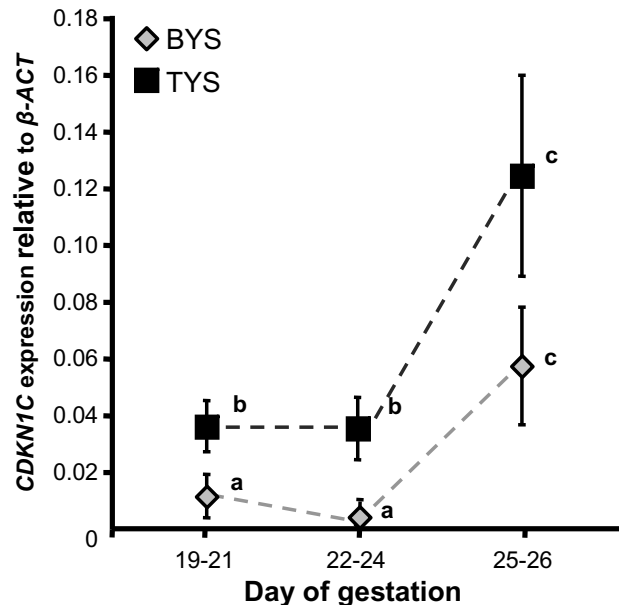 0.18
0.16
0.14
0.12
0.10
0.08
0.06
0.04
0.02
0
CDKN1C expression relative to β-ACT
BYS
TYS
b
b
c
a
a
c
19-21
22-24
25-26
Day of gestation